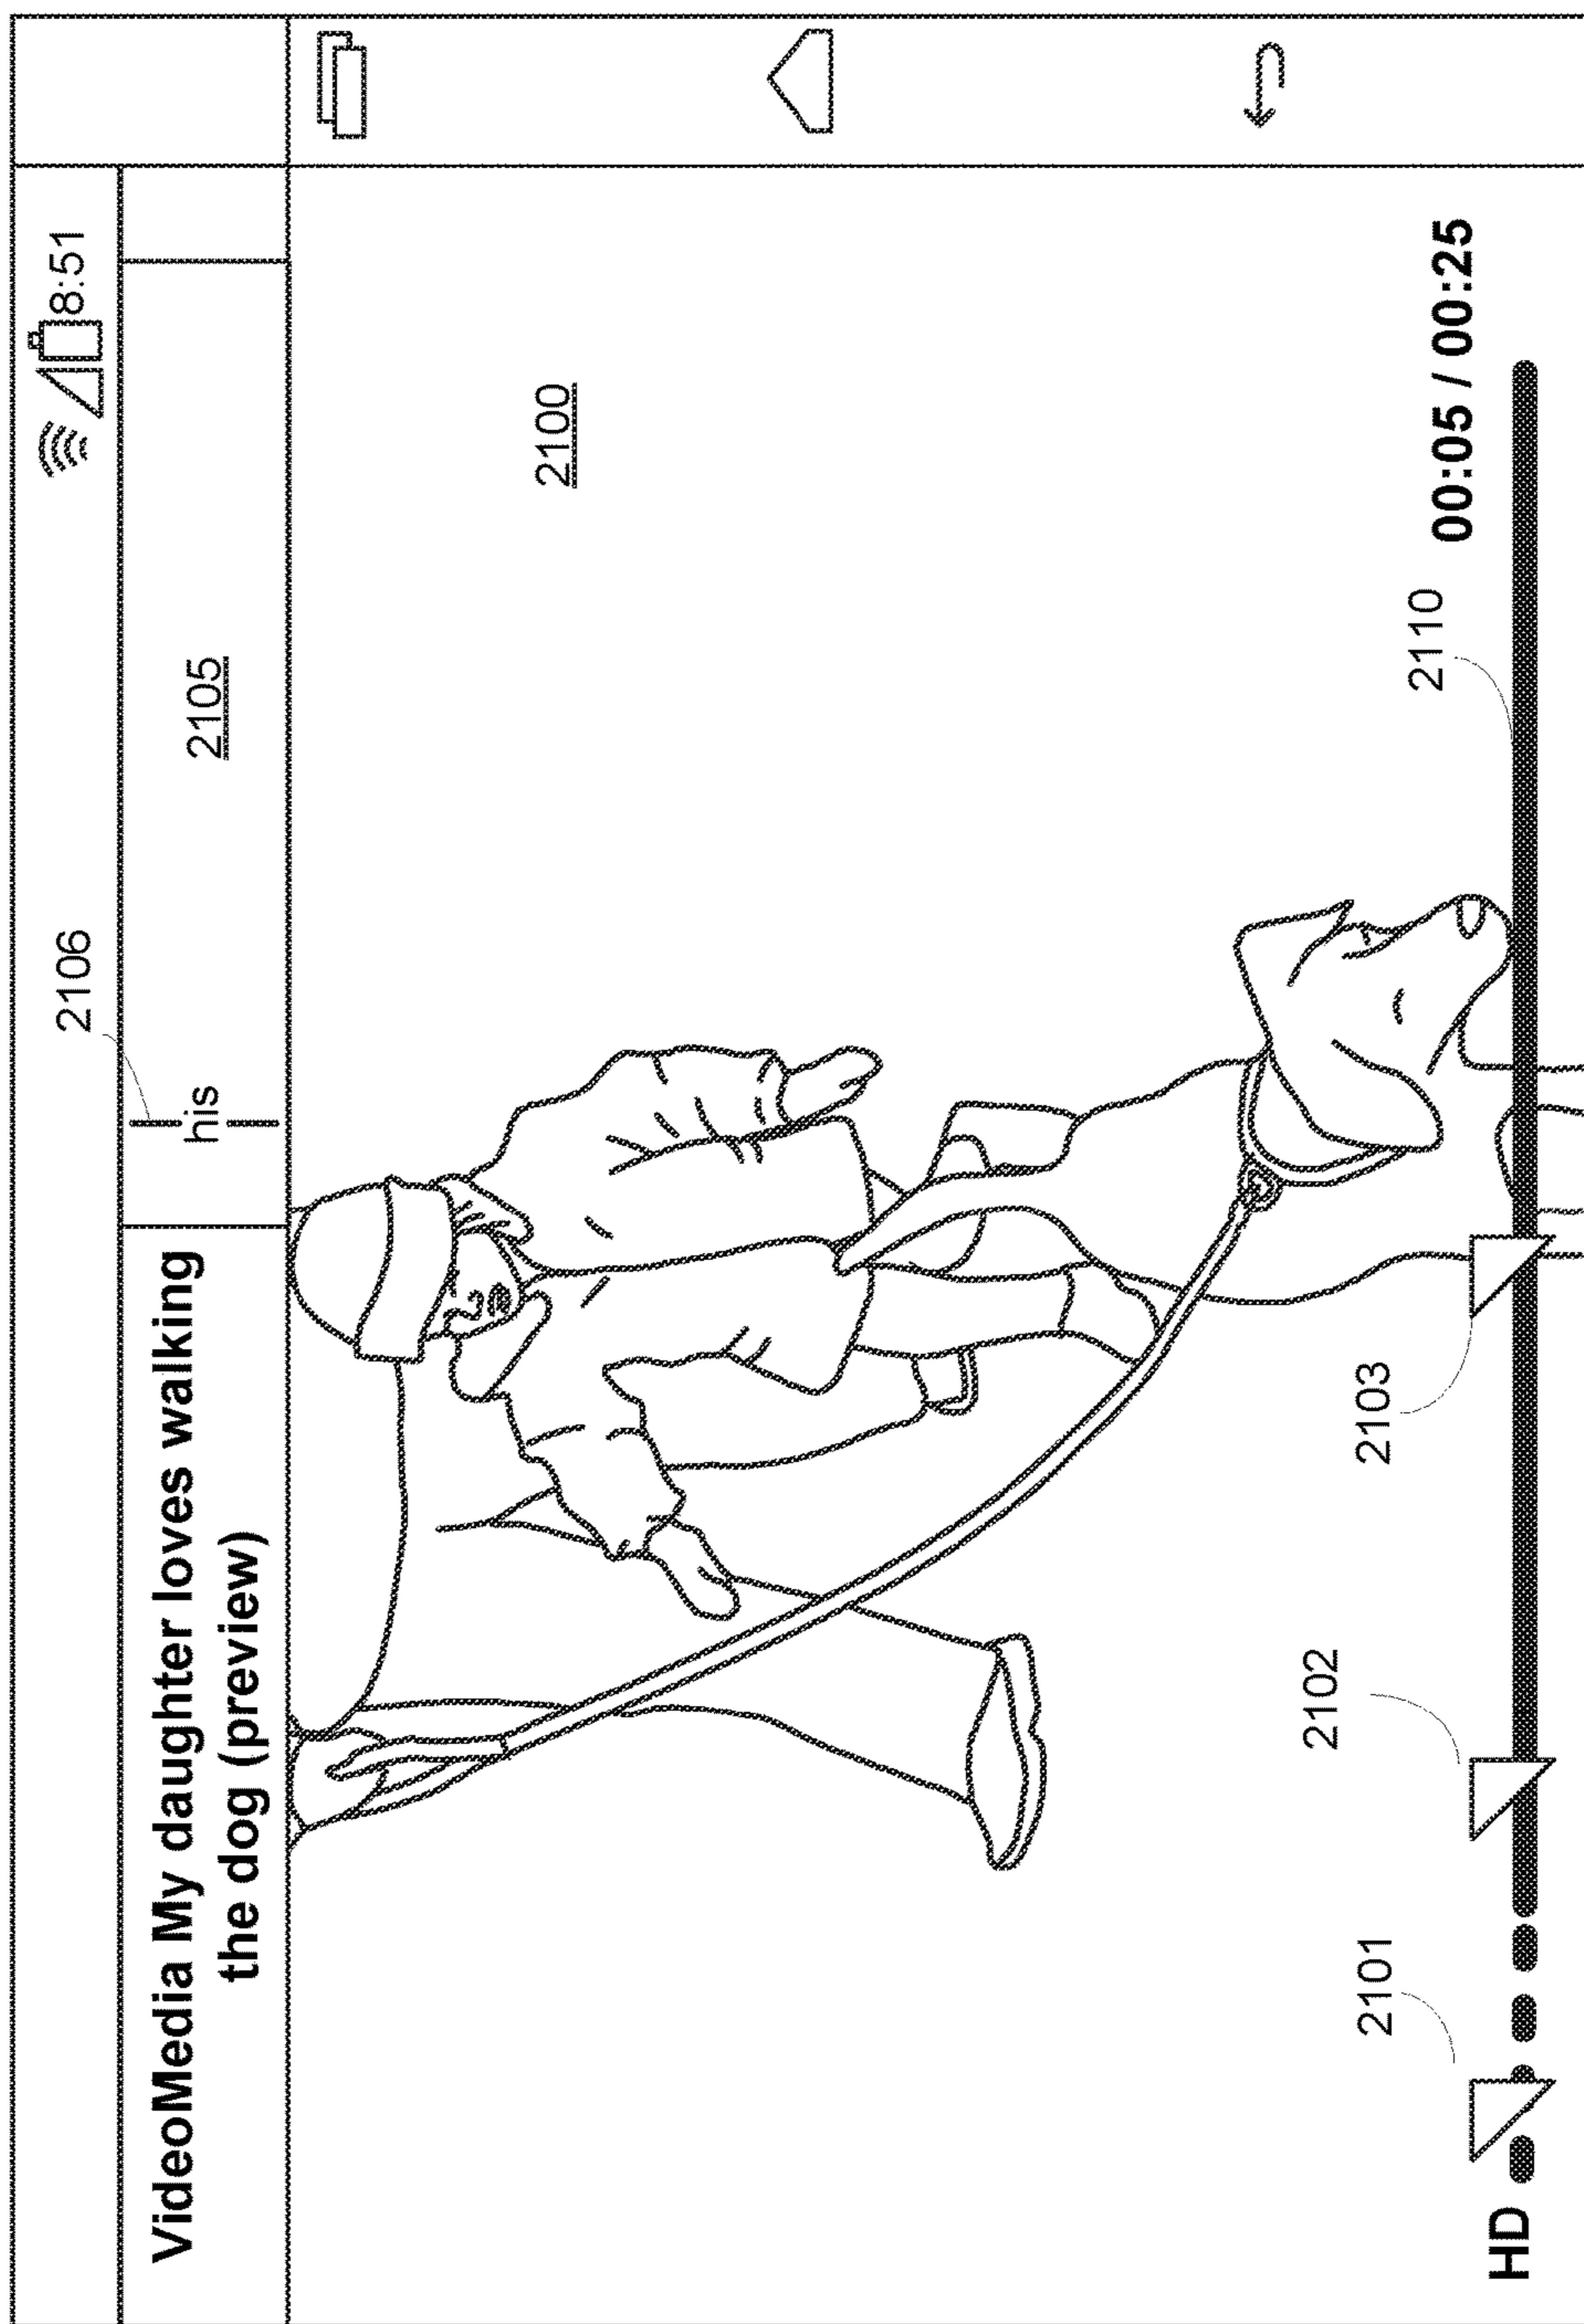 8:51
2106
VideoMedia My daughter loves walking
the dog (preview)
his
2105
2100
2103
2102
2101
2110
00:05 / 00:25
HD